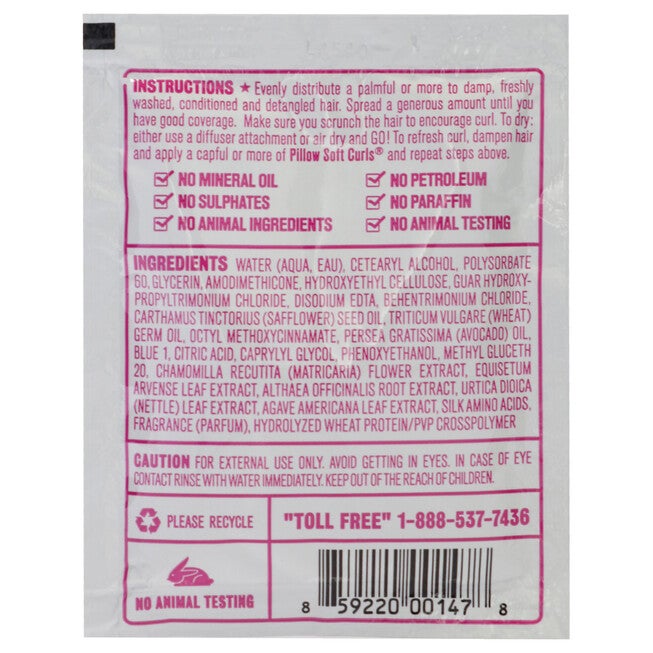 INSTRUCTIONS ★ Evenly distribute a palmful or more to damp, freshly
washed, conditioned and detangled hair. Spread a generous amount until you
have good coverage. Make sure you scrunch the hair to encourage curl. To dry;
either use a diffuser attachment or air dry and GO! To refresh curl, dampen hair
and apply a capful or more of Pillow Soft Curls® and repeat steps above.
NO MINERAL OIL NO PETROLEUM
NO SULPHATES NO PARAFFIN
NO ANIMAL INGREDIENTS NO ANIMAL TESTING
INGREDIENTS WATER (AQUA, EAU), CETEARYL ALCOHOL, POLYSORBATE
60, GLYCERIN, AMODIMETHICONE, HYDROXYETHYL CELLULOSE, GUAR HYDROXY-
PROPYLTRIMONIUM CHLORIDE, DISODIUM EDTA, BEHENTRIMONIUM CHLORIDE,
CARTHAMUS TINCTORIUS (SAFFLOWER) SEED OIL, TRITICUM VULGARE (WHEAT)
GERM OIL, OCTYL METHOXYCINNAMATE, PERSEA GRATISSIMA (AVOCADO) OIL,
BLUE 1, CITRIC ACID, CAPRYLYL GLYCOL, PHENOXYETHANOL, METHYL GLUCETH
20, CHAMOMILLA RECUTITA (MATRICARIA) FLOWER EXTRACT, EQUISETUM
ARVENSE LEAF EXTRACT, ALTHAEA OFFICINALIS ROOT EXTRACT, URTICA DIOICA
(NETTLE) LEAF EXTRACT, AGAVE AMERICANA LEAF EXTRACT, SILK AMINO ACIDS,
FRAGRANCE (PARFUM), HYDROLYZED WHEAT PROTEIN/PVP CROSSPOLYMER
CAUTION FOR EXTERNAL USE ONLY. AVOID GETTING IN EYES. IN CASE OF EYE
CONTACT RINSE WITH WATER IMMEDIATELY. KEEP OUT OF THE REACH OF CHILDREN.
PLEASE RECYCLE
"TOLL FREE" 1-888-537-7436
NO ANIMAL TESTING
8 59220 00147 8